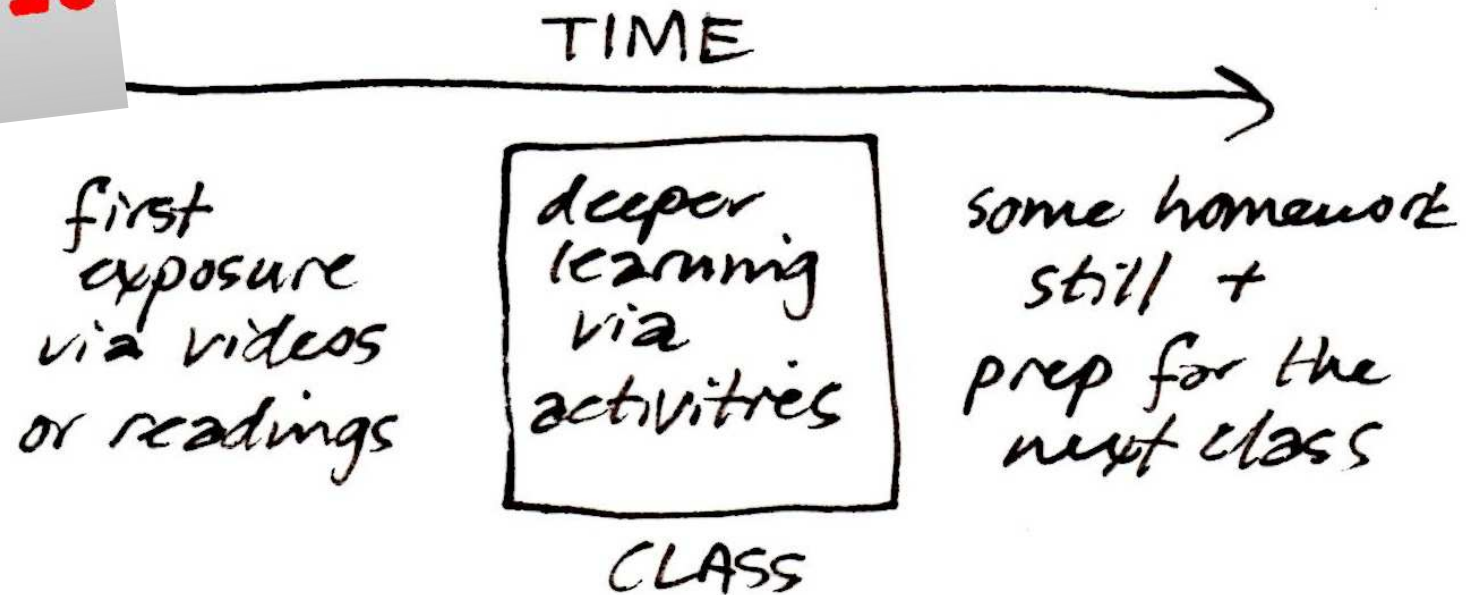 TIME
first
exposure
via videos
or readings
deeper
learning
via
activities
CLASS
some homework
still +
prep for the
next class